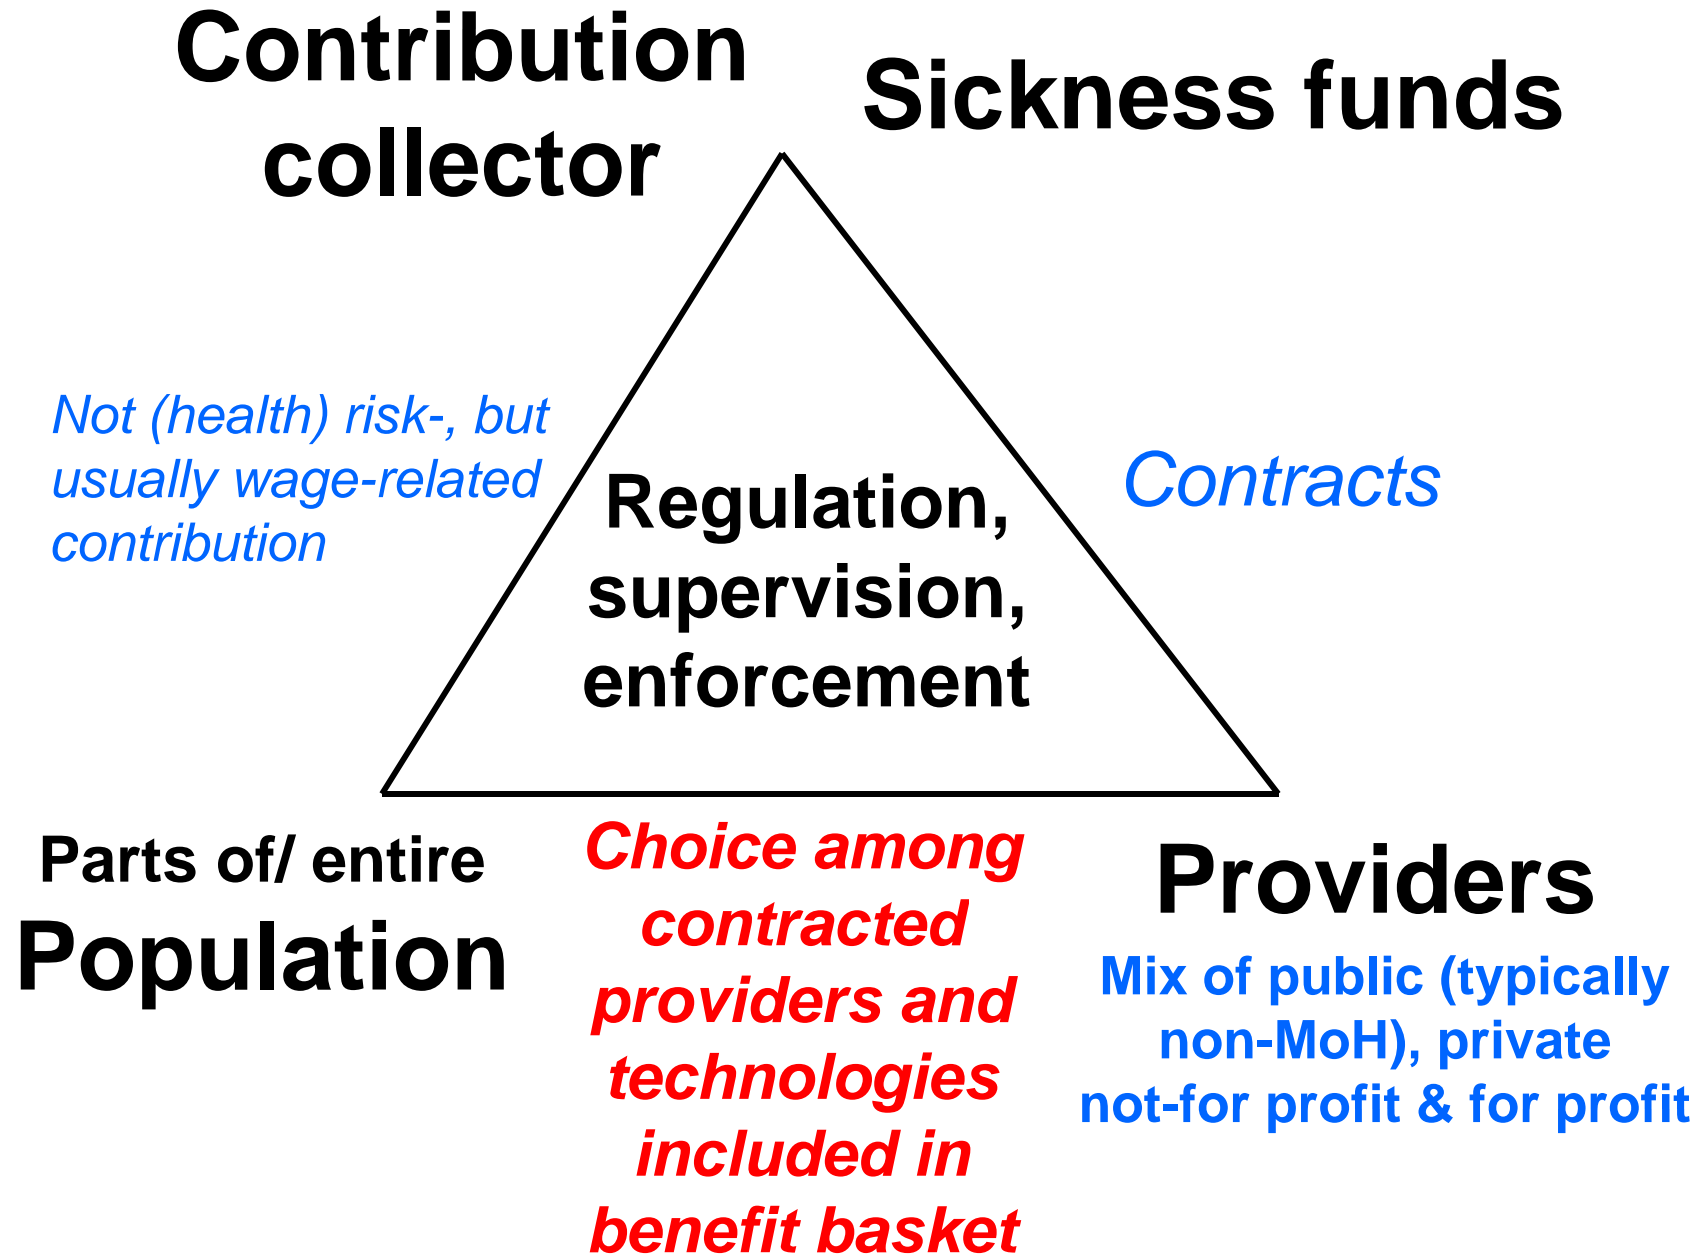 Contribution
collector
Sickness funds
Not (health) risk-, but
usually wage-related
contribution
Regulation,
supervision,
enforcement
Contracts
Parts of/ entire
Population
Choice among
contracted
providers and
technologies
included in
benefit basket
Providers
Mix of public (typically
non-MoH), private
not-for profit & for profit